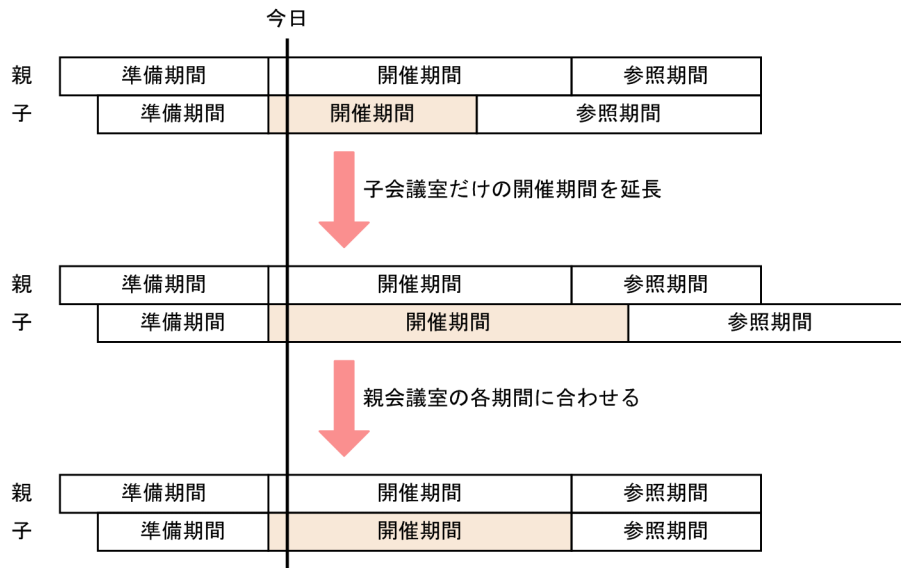 今日
親 準備期間 開催期間 参照期間
子 準備期間 開催期間 参照期間
子会議室だけの開催期間を延長
親 準備期間 開催期間 参照期間
子 準備期間 開催期間 参照期間
親会議室の各期間に合わせる
親 準備期間 開催期間 参照期間
子 準備期間 開催期間 参照期間